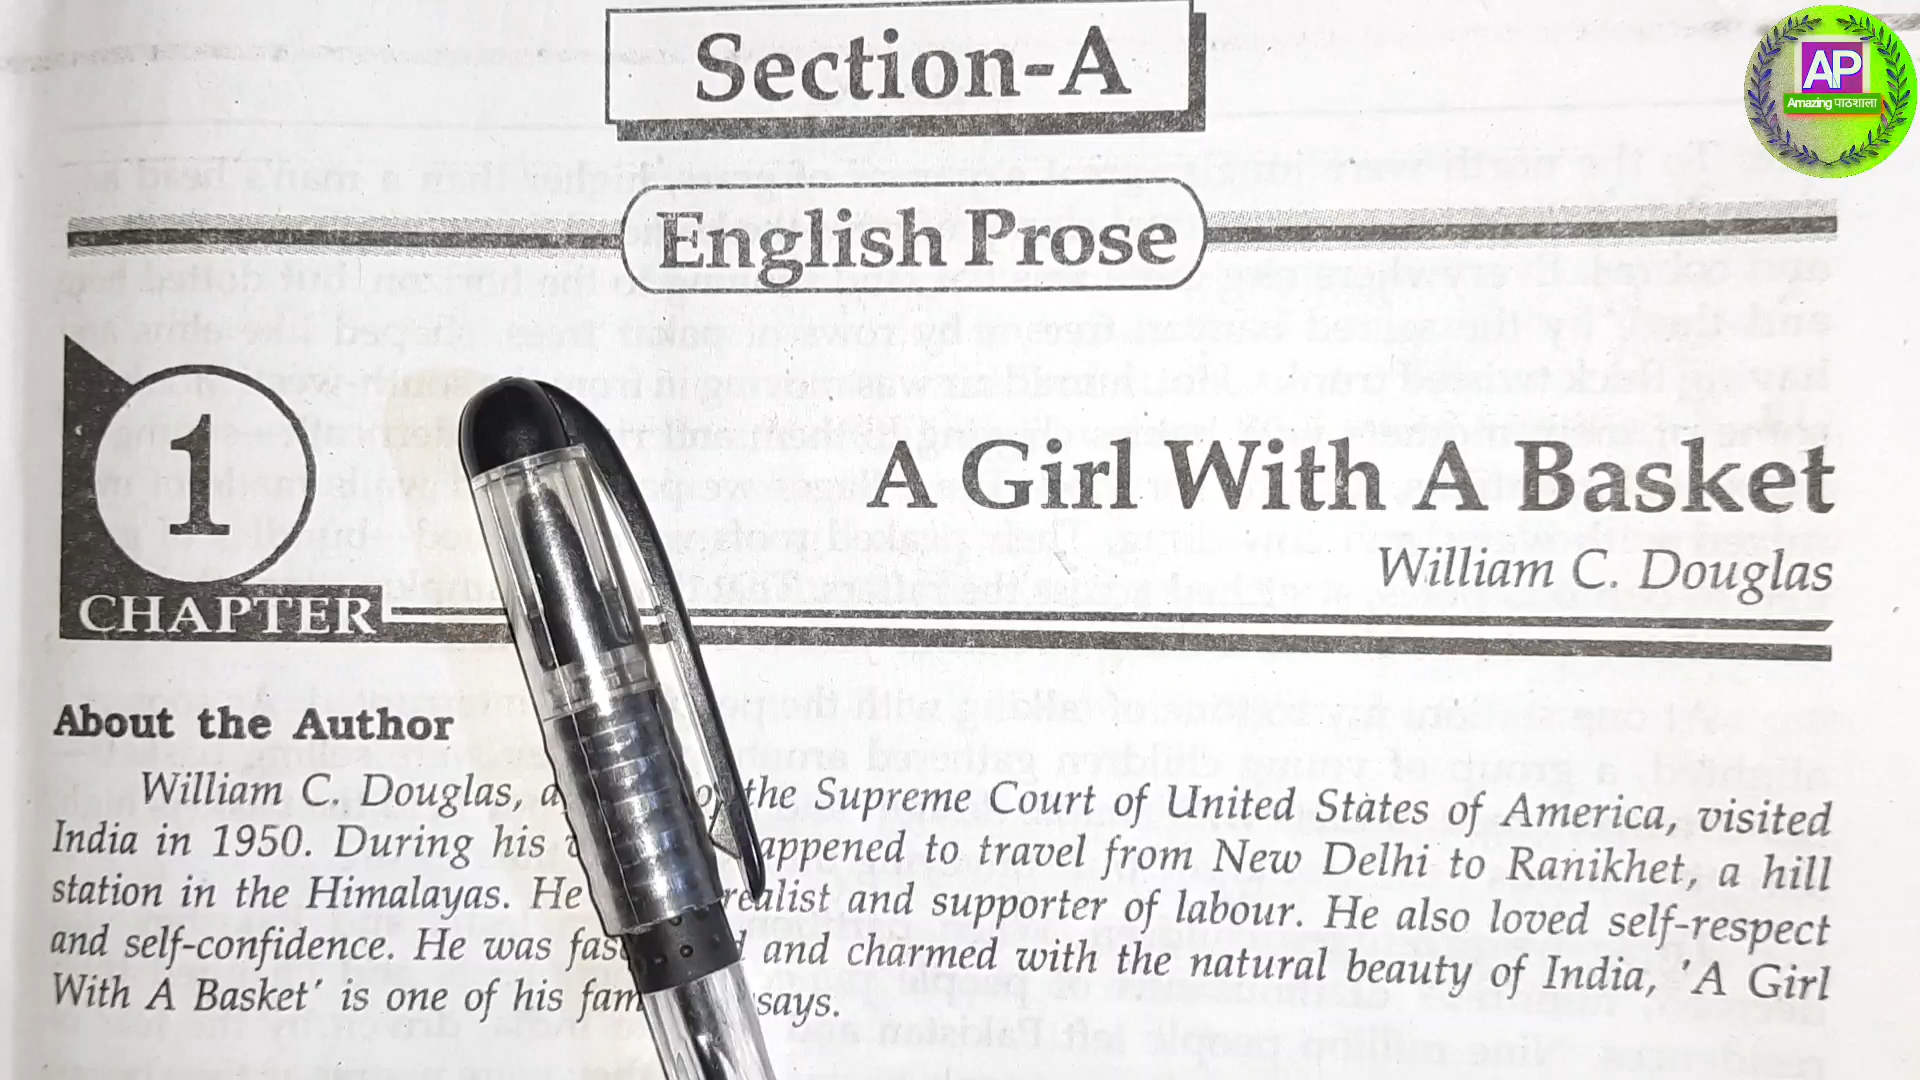 Section-A
AP
Amazing पाठशाला
English Prose
1
CHAPTER
A Girl With A Basket
William C. Douglas
About the Author
William C. Douglas, the Supreme Court of United States of America, visited
India in 1950. During his appened to travel from New Delhi to Ranikhet, a hill
station in the Himalayas. He realist and supporter of labour. He also loved self-respect
and self-confidence. He was and charmed with the natural beauty of India, 'A Girl
With A Basket' is one of his says.